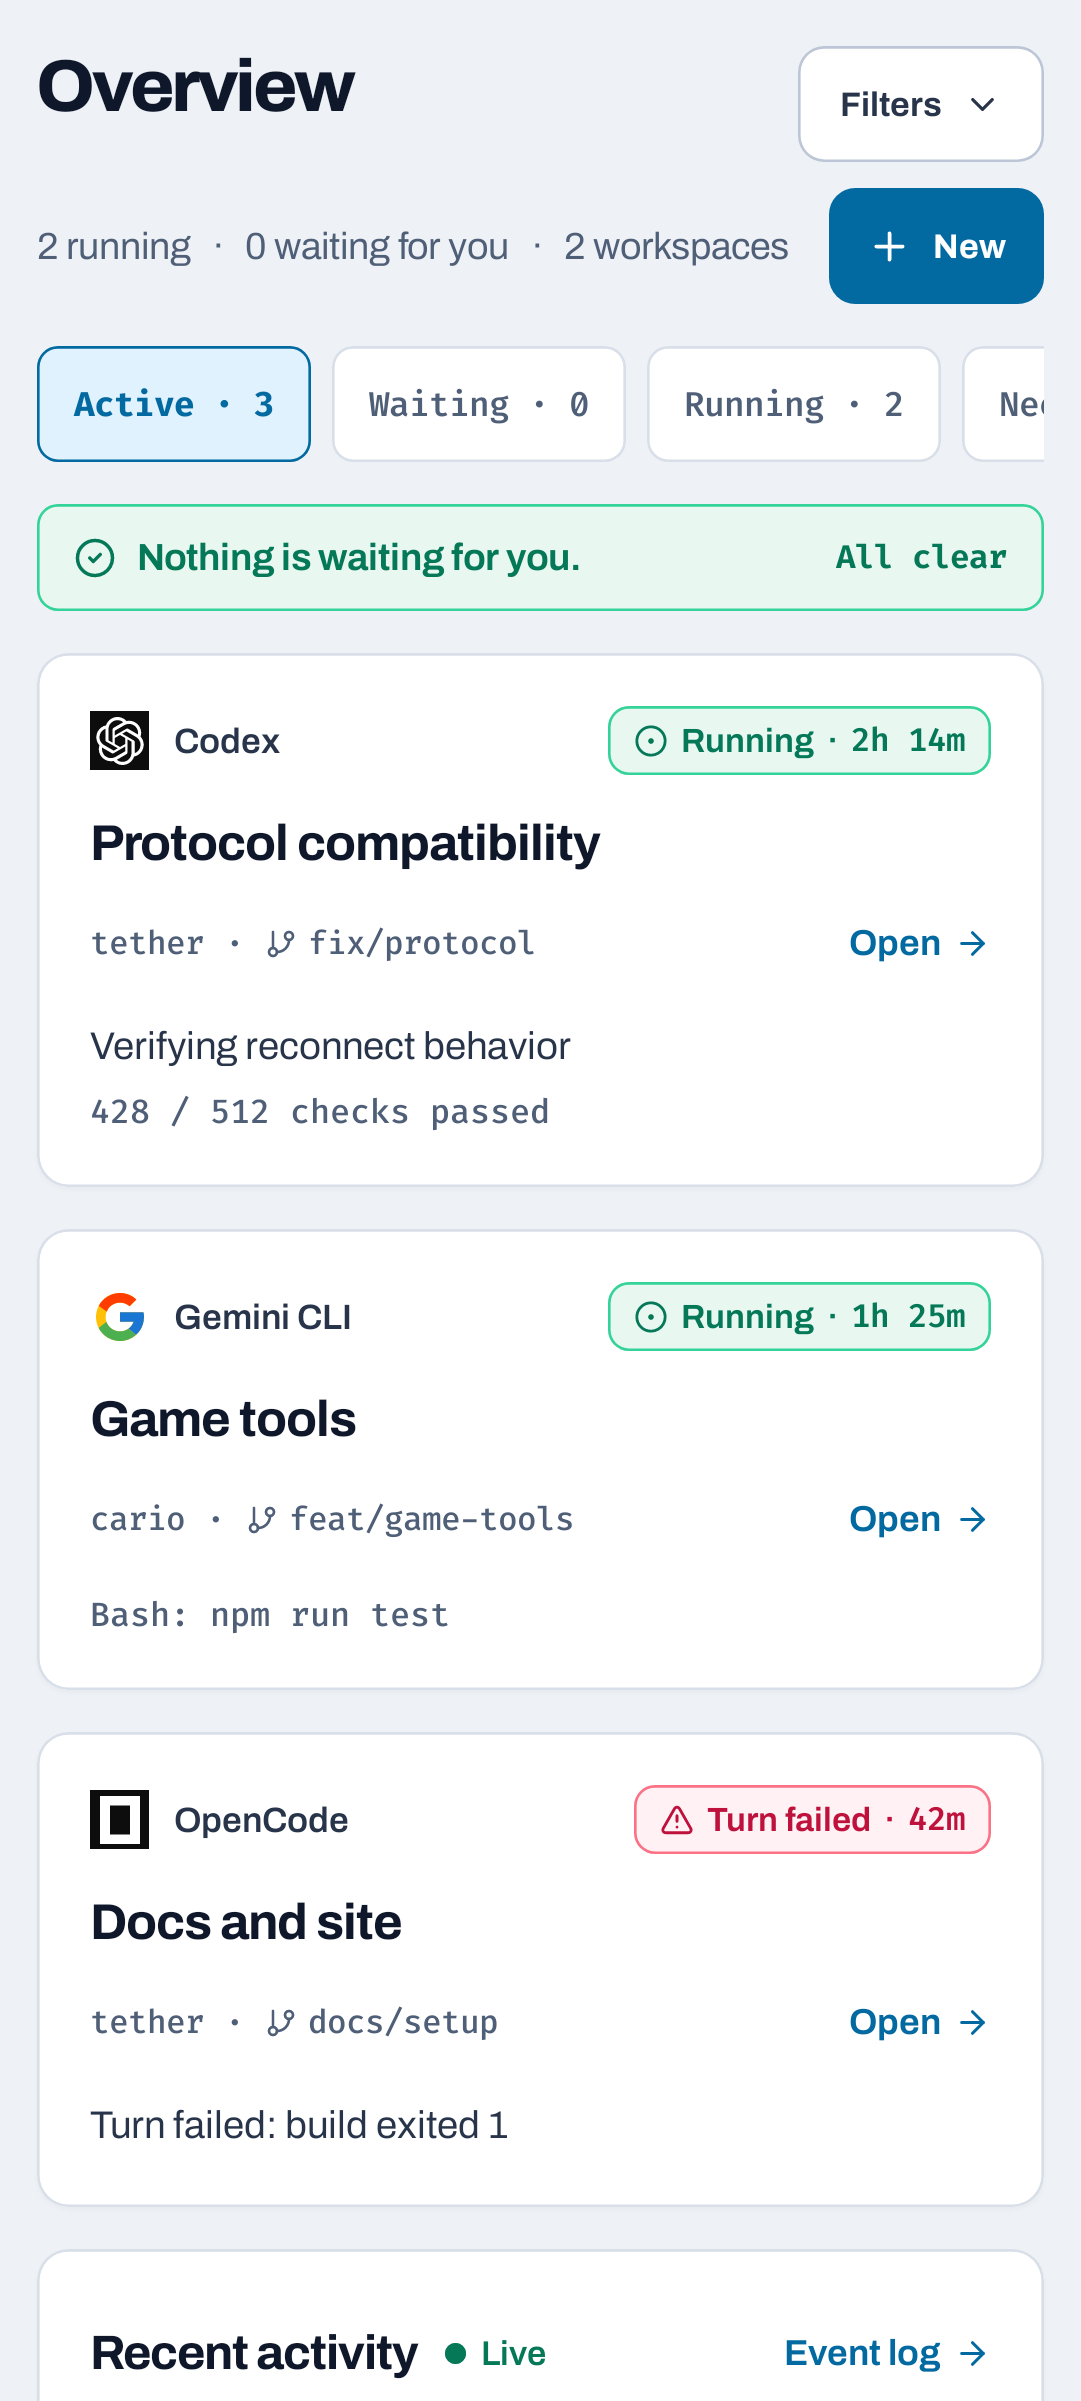 Overview
Filters
2 running · 0 waiting for you · 2 workspaces
New
Active · 3
Waiting · 0
Running · 2
Nothing is waiting for you.
All clear
Codex
Running · 2h 14m
Protocol compatibility
tether · fix/protocol
Open
Verifying reconnect behavior
428 / 512 checks passed
Gemini CLI
Running · 1h 25m
Game tools
cario · feat/game-tools
Open
Bash: npm run test
OpenCode
Turn failed · 42m
Docs and site
tether · docs/setup
Open
Turn failed: build exited 1
Recent activity
Live
Event log